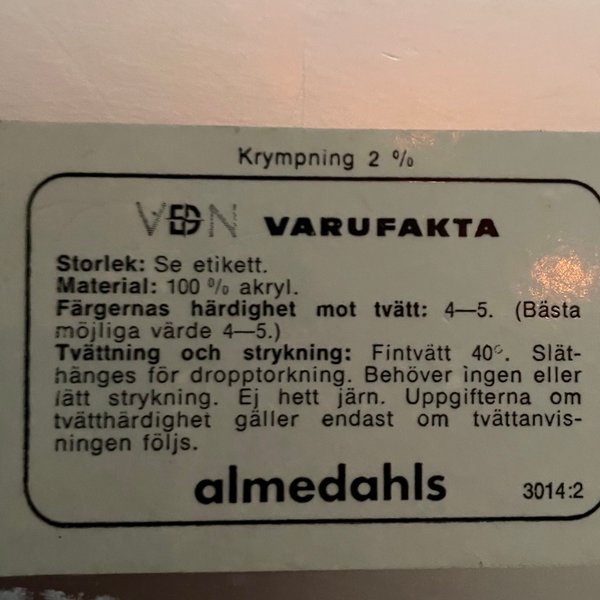 Krympning 2 %
VDN VARUFAKTA
Storlek: Se etikett.
Material: 100 % akryl.
Färgernas härdighet mot tvätt: 4—5. (Bästa
möjliga värde 4—5.)
Tvättning och strykning: Fintvätt 40°. Slät-
hänges för dropptorkning. Behöver ingen eller
lätt strykning. Ej hett järn. Uppgifterna om
tvätthärdighet gäller endast om tvättanvis-
ningen följs.
almedahls 3014:2